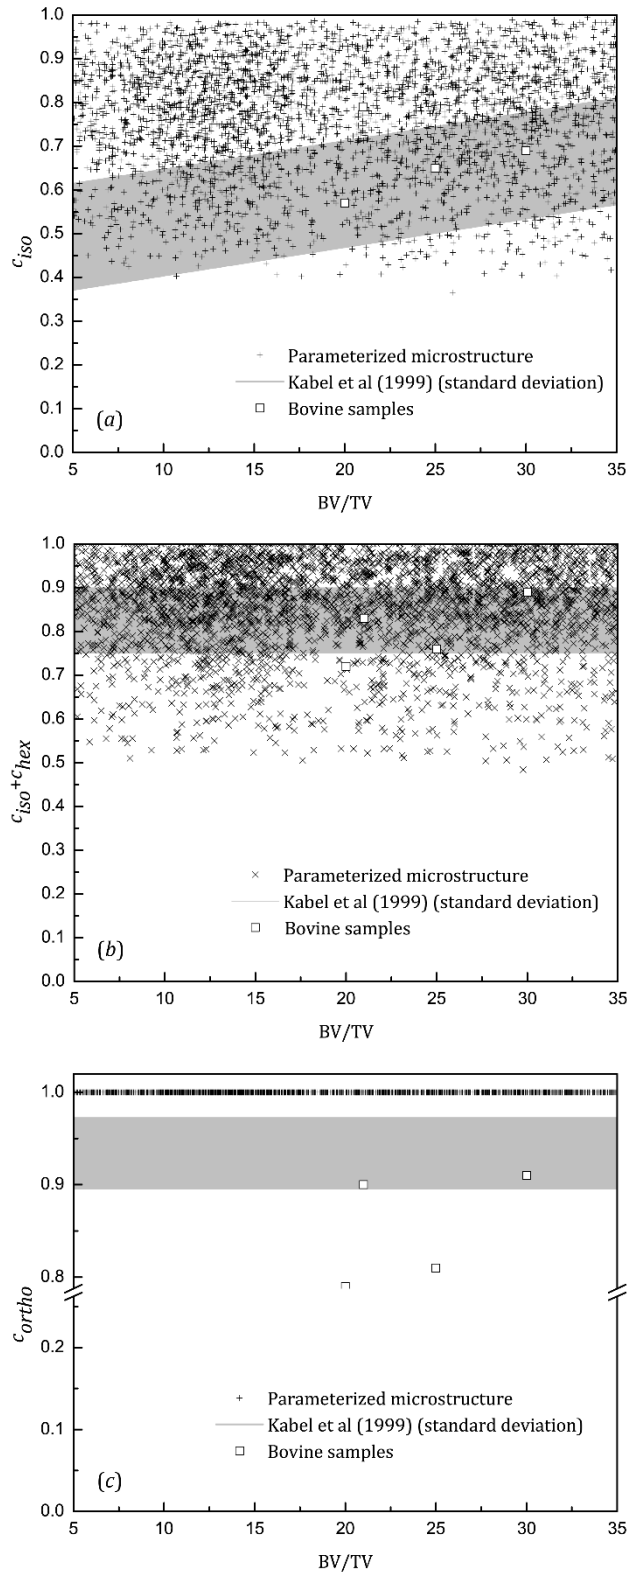 1.0
0.9
0.8
0.7
0.6
0.5
0.4
0.3
0.2
0.1
0.0
c_iso
Parameterized microstructure
Kabel et al (1999) (standard deviation)
Bovine samples
(a)
5 10 15 20 25 30 35
BV/TV
1.0
0.9
0.8
0.7
0.6
0.5
0.4
0.3
0.2
0.1
0.0
c_iso+c_hex
Parameterized microstructure
Kabel et al (1999) (standard deviation)
Bovine samples
(b)
5 10 15 20 25 30 35
BV/TV
1.0
0.9
0.8
0.2
0.1
0.0
c_ortho
Parameterized microstructure
Kabel et al (1999) (standard deviation)
Bovine samples
(c)
5 10 15 20 25 30 35
BV/TV